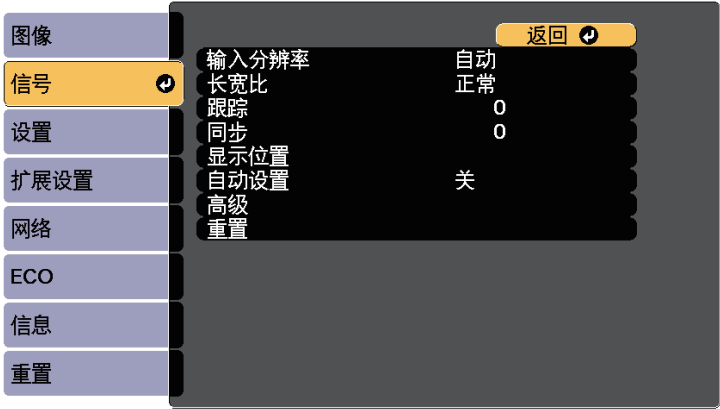 图像
信号
设置
扩展设置
网络
ECO
信息
重置
返回
输入分辨率 自动
长宽比 正常
跟踪 0
同步 0
显示位置
自动设置 关
高级
重置